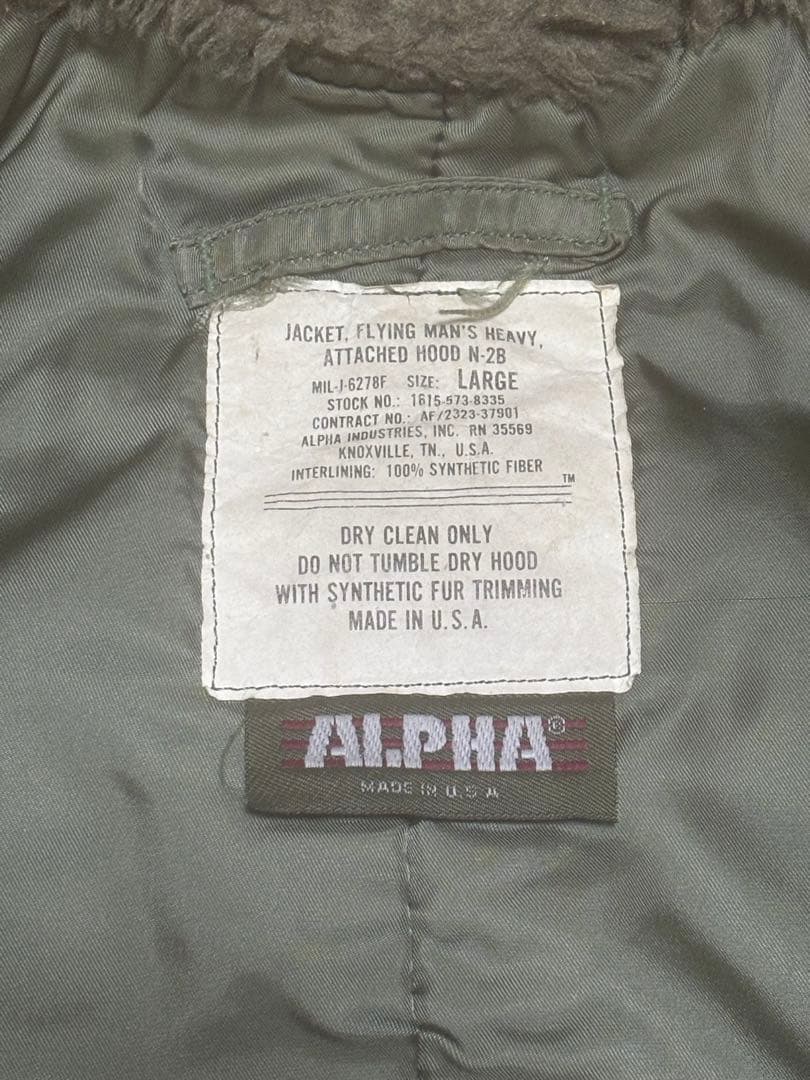 JACKET, FLYING MAN'S HEAVY,
ATTACHED HOOD N-2B
MIL-J-6278F SIZE: LARGE
STOCK NO.: 1615-573-8335
CONTRACT NO.: AF/2323-37901
ALPHA INDUSTRIES, INC. RN 35569
KNOXVILLE, TN., U.S.A.
INTERLINING: 100% SYNTHETIC FIBER
TM
DRY CLEAN ONLY
DO NOT TUMBLE DRY HOOD
WITH SYNTHETIC FUR TRIMMING
MADE IN U.S.A.
ALPHA®
MADE IN U.S.A